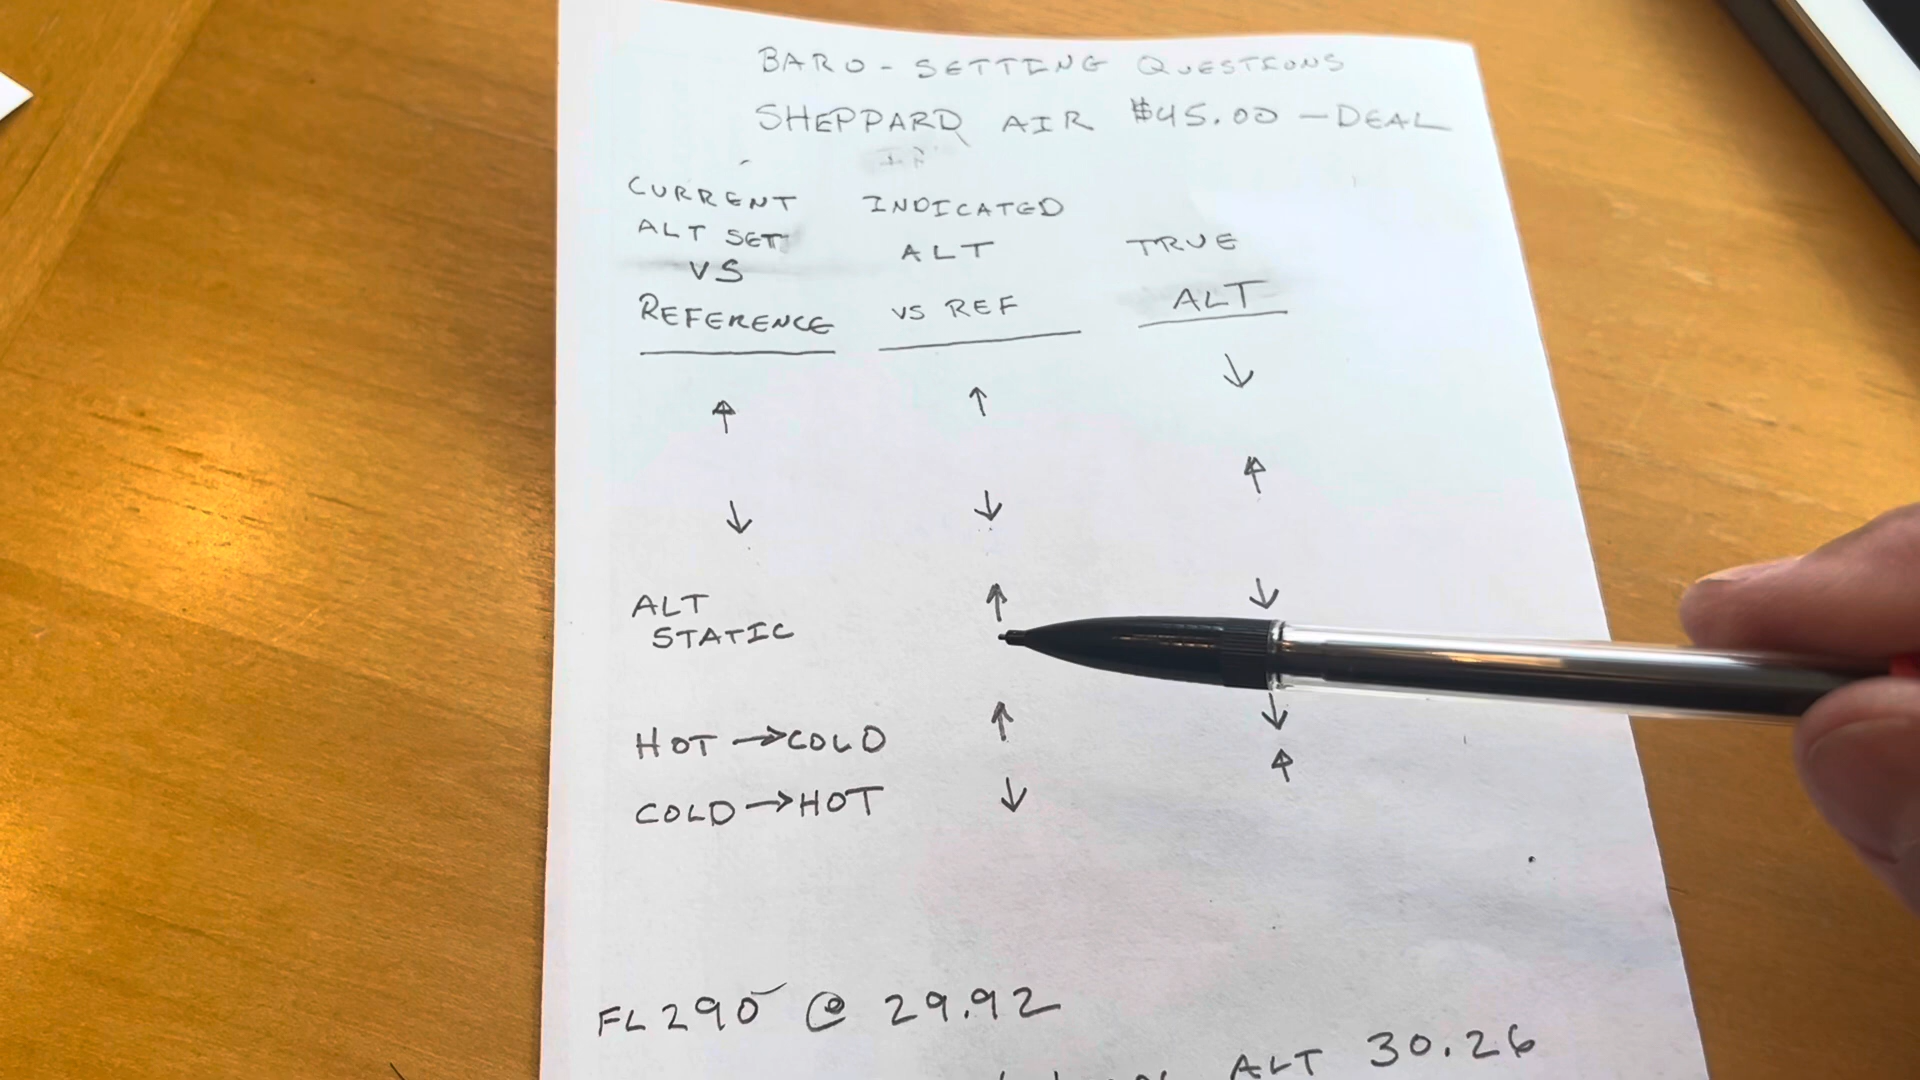 BARO - SETTING QUESTIONS
SHEPPARD AIR $45.00 - DEAL
CURRENT
ALT SET
VS
REFERENCE
INDICATED
ALT
VS REF
TRUE
ALT
↑ ↑ ↓
↓ ↓ ↑
ALT
STATIC
↑ ↓
HOT → COLD ↑ ↓
COLD → HOT ↓ ↑
FL290 @ 29.92
ALT 30.26